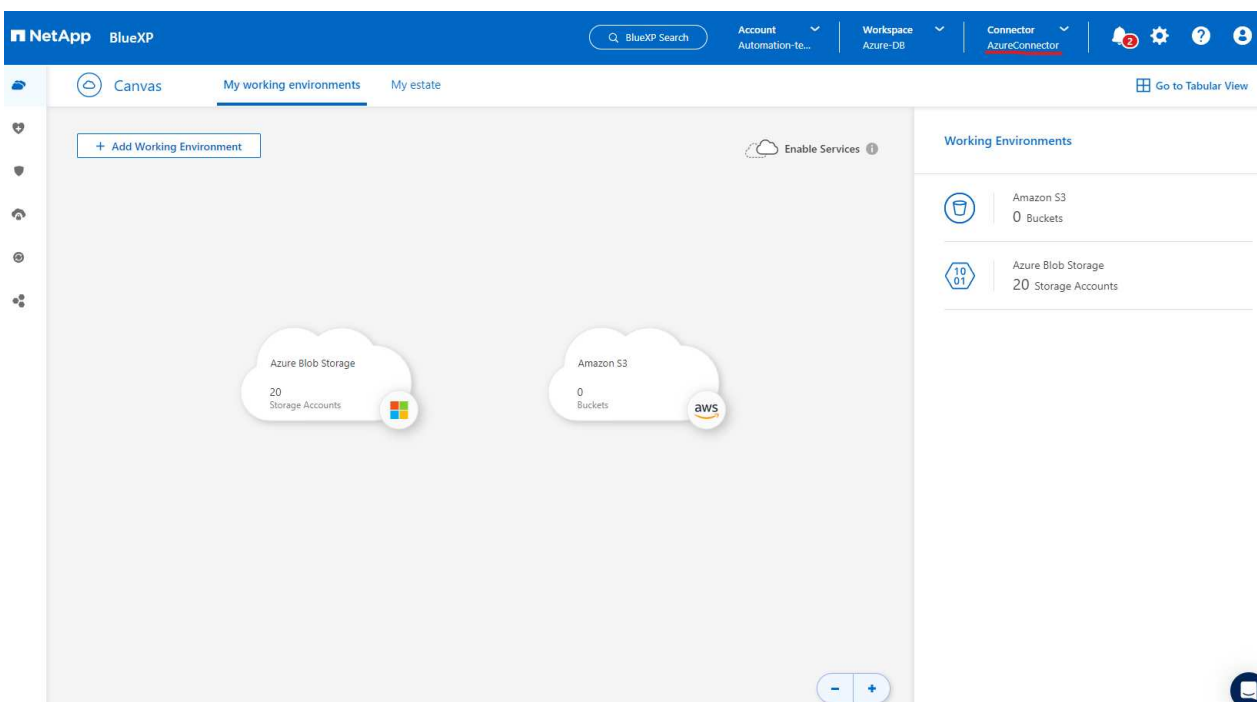 NetApp BlueXP
BlueXP Search
Account
Automation-te...
Workspace
Azure-DB
Connector
AzureConnector
2
Canvas
My working environments
My estate
Go to Tabular View
+ Add Working Environment
Enable Services
Working Environments
Amazon S3
0 Buckets
10
01
Azure Blob Storage
20 Storage Accounts
Azure Blob Storage
20
Storage Accounts
Amazon S3
0
Buckets
aws
- +